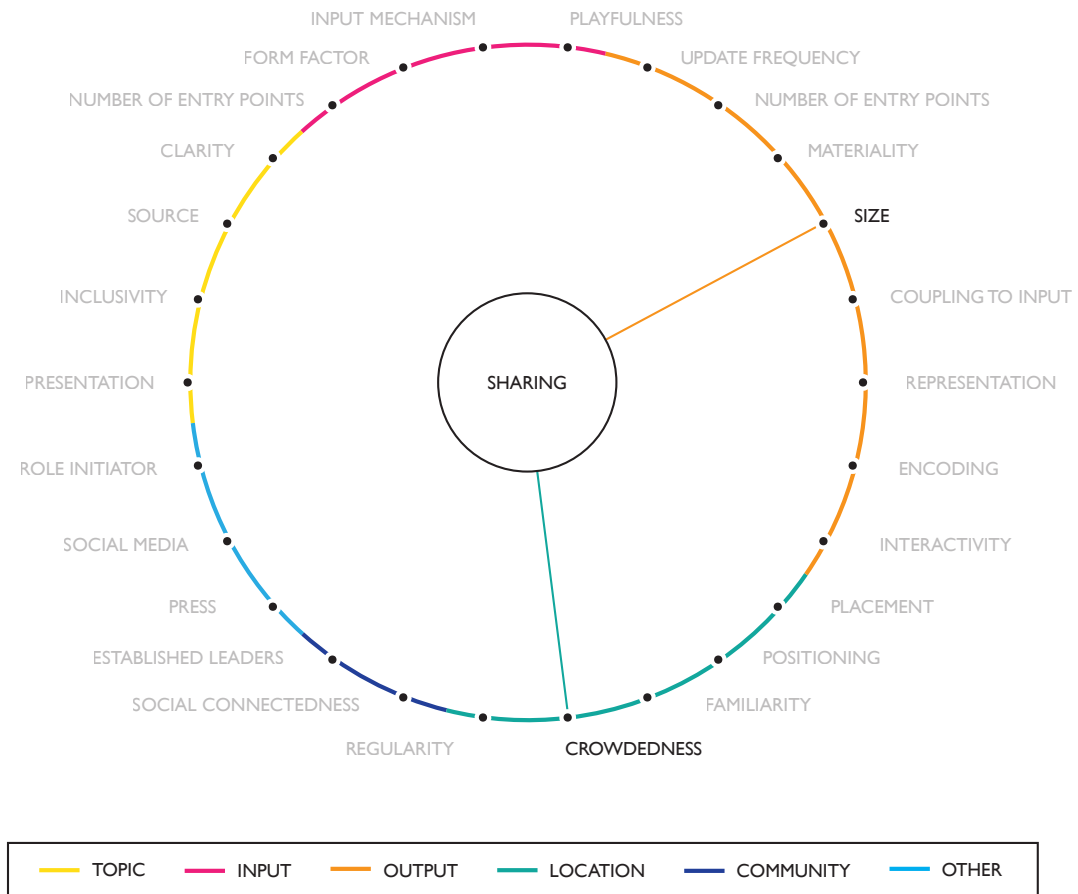 INPUT MECHANISM
PLAYFULNESS
FORM FACTOR
UPDATE FREQUENCY
NUMBER OF ENTRY POINTS
NUMBER OF ENTRY POINTS
CLARITY
MATERIALITY
SOURCE
SIZE
INCLUSIVITY
COUPLING TO INPUT
PRESENTATION
SHARING
REPRESENTATION
ROLE INITIATOR
ENCODING
SOCIAL MEDIA
INTERACTIVITY
PRESS
PLACEMENT
ESTABLISHED LEADERS
POSITIONING
SOCIAL CONNECTEDNESS
FAMILIARITY
REGULARITY
CROWDEDNESS
TOPIC INPUT OUTPUT LOCATION COMMUNITY OTHER